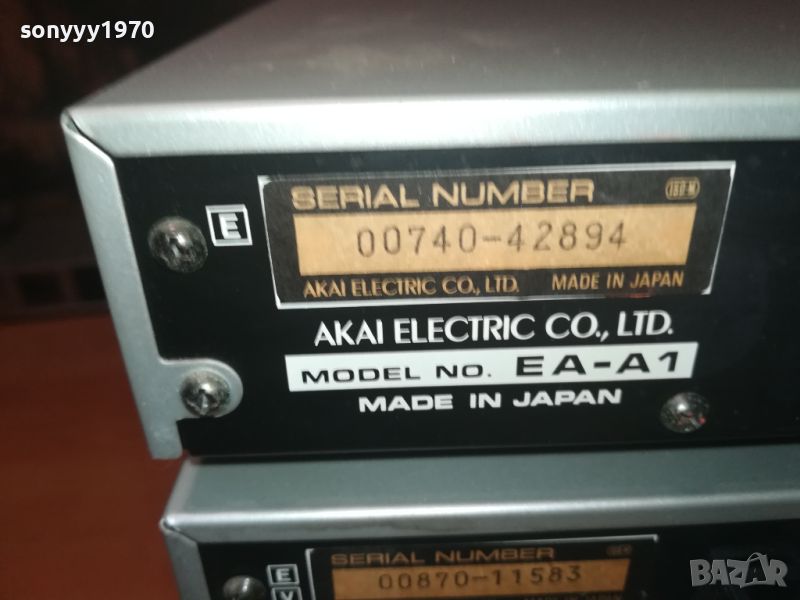 sonyyy1970
SERIAL NUMBER
E
00740-42894
AKAI ELECTRIC CO., LTD. MADE IN JAPAN
AKAI ELECTRIC CO., LTD.
MODEL NO. EA-A1
MADE IN JAPAN
SERIAL NUMBER
E
00870-11583
V
BAZAR